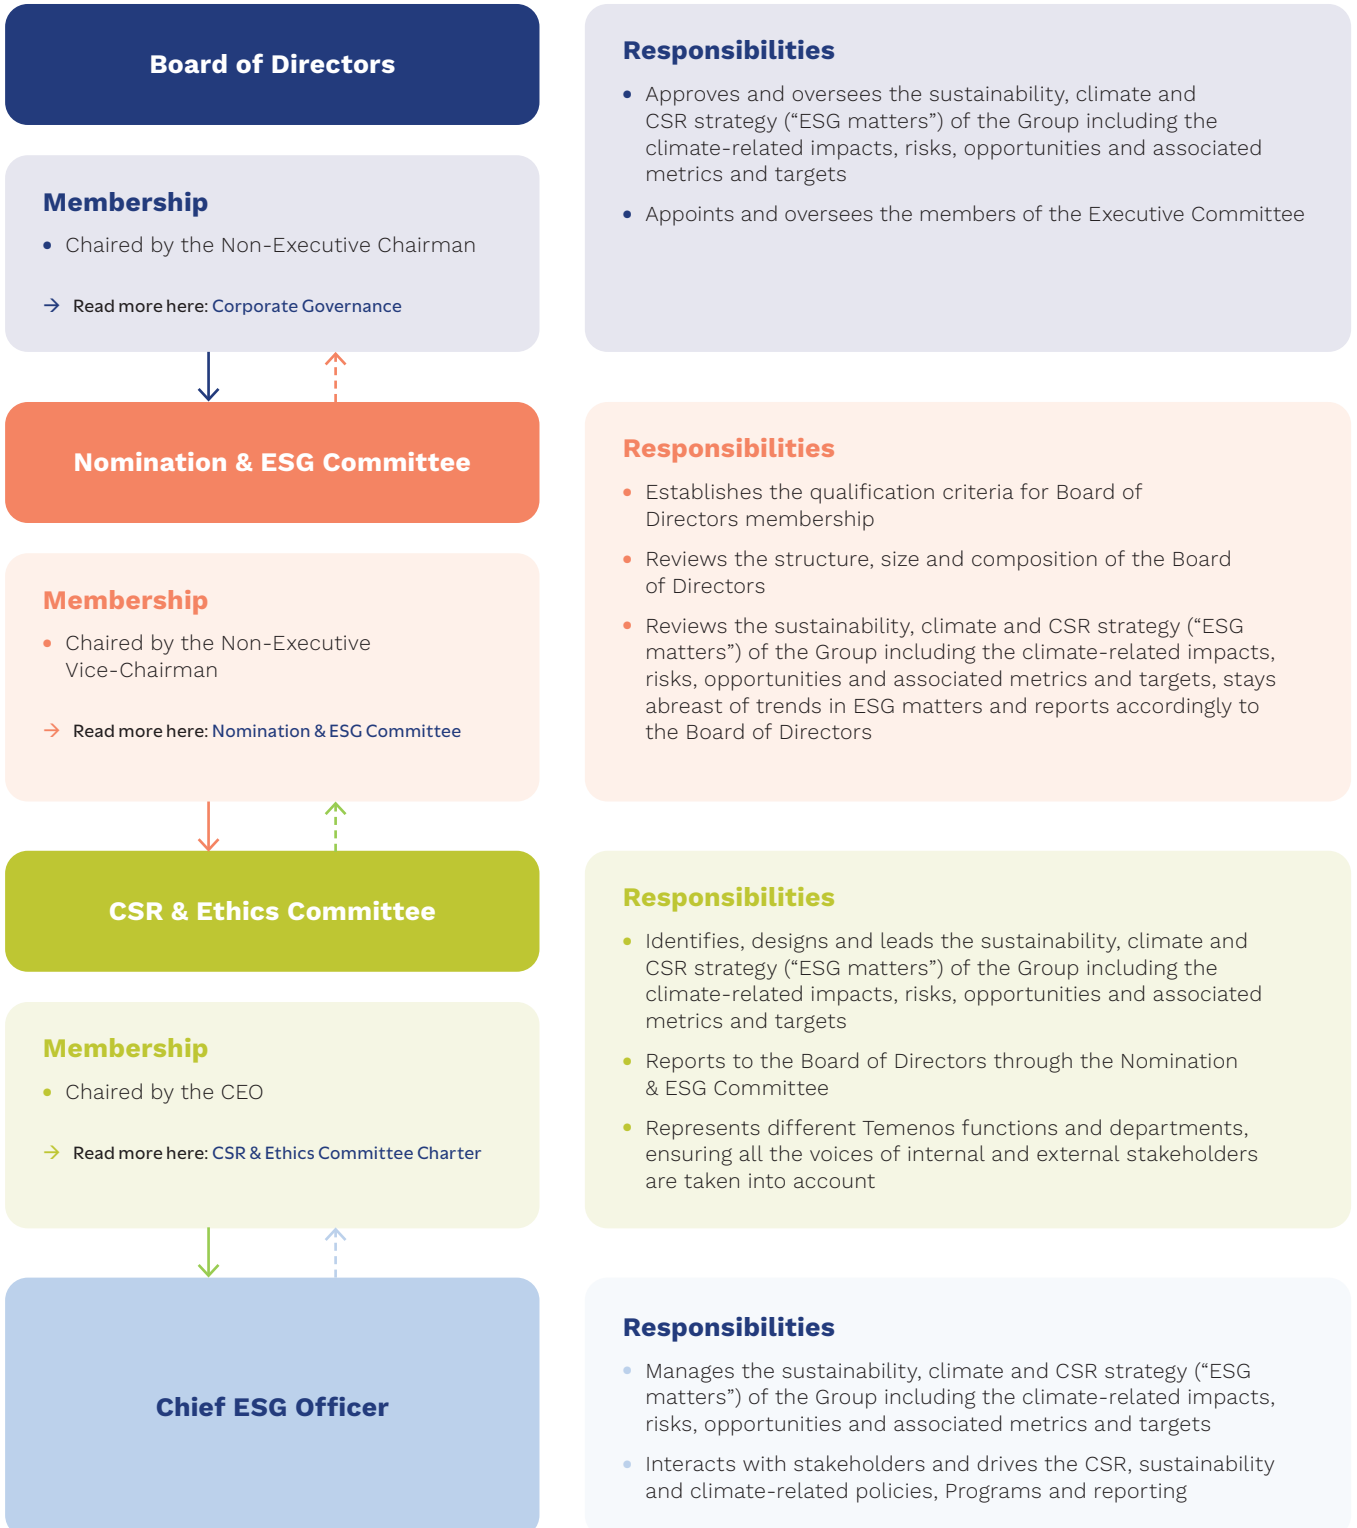 Board of Directors
Membership
• Chaired by the Non-Executive Chairman
→ Read more here: Corporate Governance
Responsibilities
• Approves and oversees the sustainability, climate and
CSR strategy (“ESG matters”) of the Group including the
climate-related impacts, risks, opportunities and associated
metrics and targets
• Appoints and oversees the members of the Executive Committee
Nomination & ESG Committee
Membership
• Chaired by the Non-Executive
Vice-Chairman
→ Read more here: Nomination & ESG Committee
Responsibilities
• Establishes the qualification criteria for Board of
Directors membership
• Reviews the structure, size and composition of the Board
of Directors
• Reviews the sustainability, climate and CSR strategy (“ESG
matters”) of the Group including the climate-related impacts,
risks, opportunities and associated metrics and targets, stays
abreast of trends in ESG matters and reports accordingly to
the Board of Directors
CSR & Ethics Committee
Membership
• Chaired by the CEO
→ Read more here: CSR & Ethics Committee Charter
Responsibilities
• Identifies, designs and leads the sustainability, climate and
CSR strategy (“ESG matters”) of the Group including the
climate-related impacts, risks, opportunities and associated
metrics and targets
• Reports to the Board of Directors through the Nomination
& ESG Committee
• Represents different Temenos functions and departments,
ensuring all the voices of internal and external stakeholders
are taken into account
Chief ESG Officer
Responsibilities
• Manages the sustainability, climate and CSR strategy (“ESG
matters”) of the Group including the climate-related impacts,
risks, opportunities and associated metrics and targets
• Interacts with stakeholders and drives the CSR, sustainability
and climate-related policies, Programs and reporting